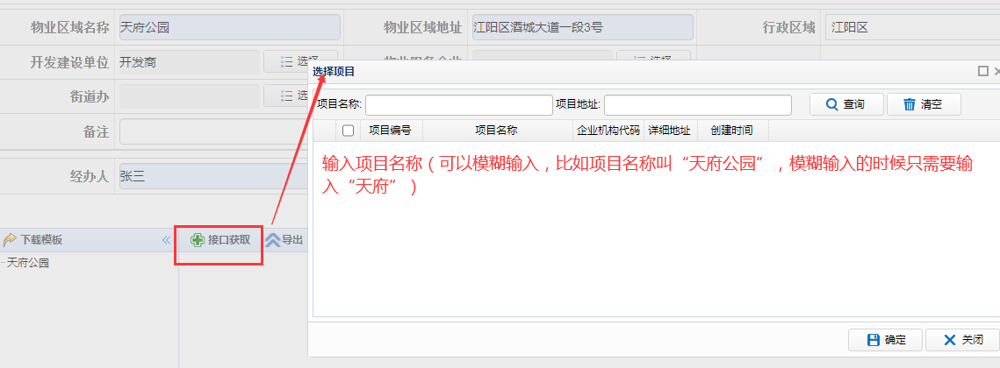 物业区域名称 天府公园 物业区域地址 江阳区酒城大道一段3号 行政区域 江阳区
开发建设单位 开发商 选择 物业服务企业 选择
选择项目
街道办 选
项目名称: 项目地址: 查询 清空
备注
项目编号 项目名称 企业机构代码 详细地址 创建时间
输入项目名称（可以模糊输入，比如项目名称叫“天府公园”，模糊输入的时候只需要输
入“天府”）
经办人 张三
下载模板 接口获取 导出
天府公园
确定 关闭